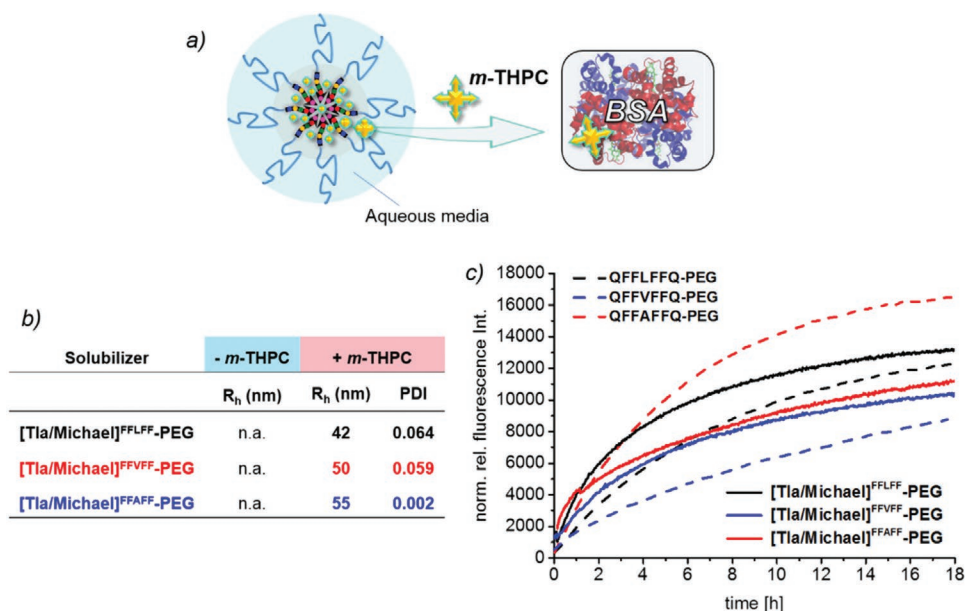 a)
m-THPC
BSA
Aqueous media
b)
Solubilizer - m-THPC + m-THPC
Rh (nm) Rh (nm) PDI
[Tla/Michael]FFLFF-PEG n.a. 42 0.064
[Tla/Michael]FFVFF-PEG n.a. 50 0.059
[Tla/Michael]FFAFF-PEG n.a. 55 0.002
c)
norm. rel. fluorescence Int.
18000
16000
14000
12000
10000
8000
6000
4000
2000
0
QFFLFFQ-PEG
QFFVFFQ-PEG
QFFAFFQ-PEG
[Tla/Michael]FFLFF-PEG
[Tla/Michael]FFVFF-PEG
[Tla/Michael]FFAFF-PEG
0 2 4 6 8 10 12 14 16 18
time [h]